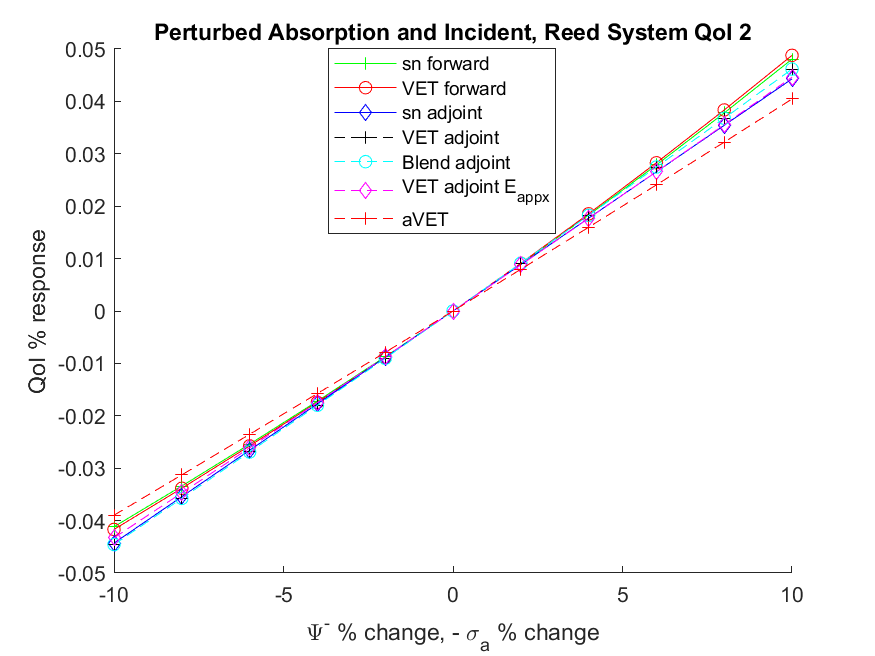 Perturbed Absorption and Incident, Reed System QoI 2
sn forward
VET forward
sn adjoint
VET adjoint
Blend adjoint
VET adjoint E_appx
aVET
0.05
0.04
0.03
0.02
0.01
0
-0.01
-0.02
-0.03
-0.04
-0.05
QoI % response
-10
-5
0
5
10
Ψ⁻ % change, - σ_a % change